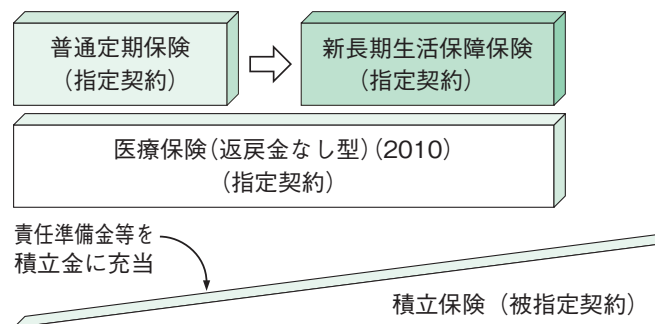 普通定期保険
(指定契約)
新長期生活保障保険
(指定契約)
医療保険(返戻金なし型)(2010)
(指定契約)
責任準備金等を
積立金に充当
積立保険(被指定契約)